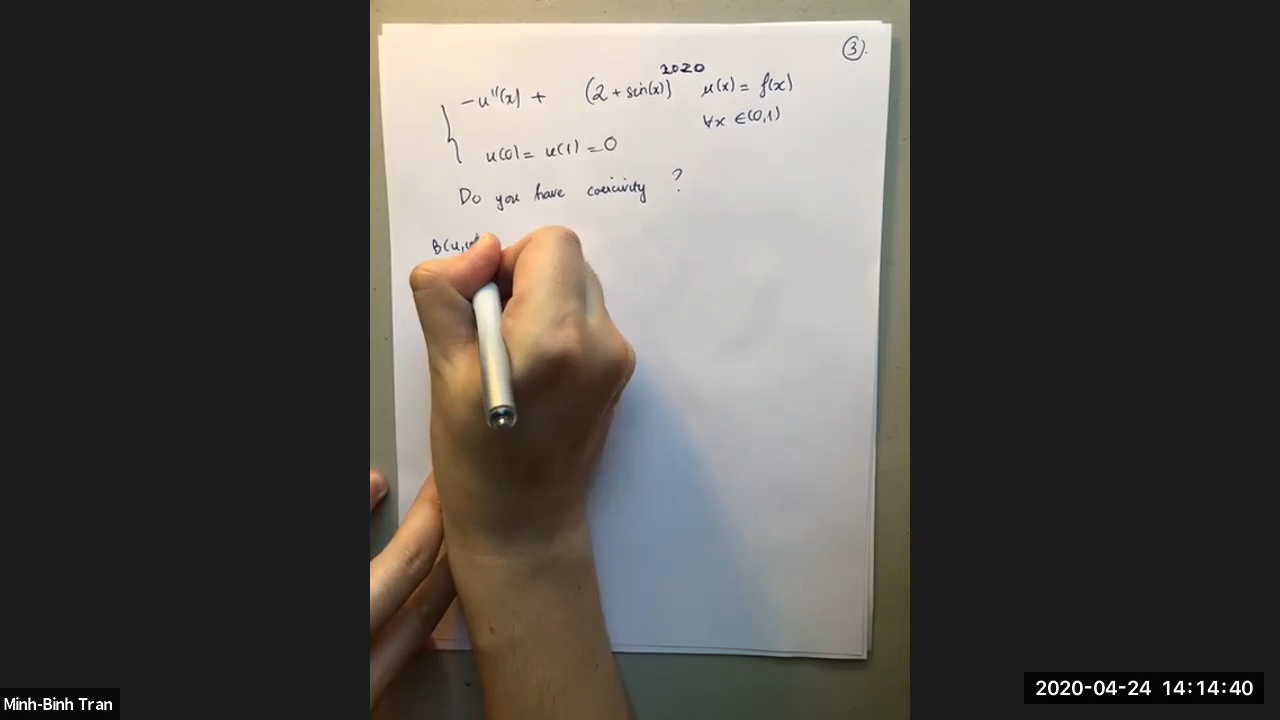 3.
2020
-u''(x) + (2 + sin(x)) u(x) = f(x)
∀x ∈ (0,1)
u(0) = u(1) = 0
Do you have coercivity ?
B(u,
Minh-Binh Tran
2020-04-24 14:14:40